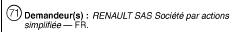 71 Demandeur(s) : RENAULT SAS Société par actions
simplifiée — FR.